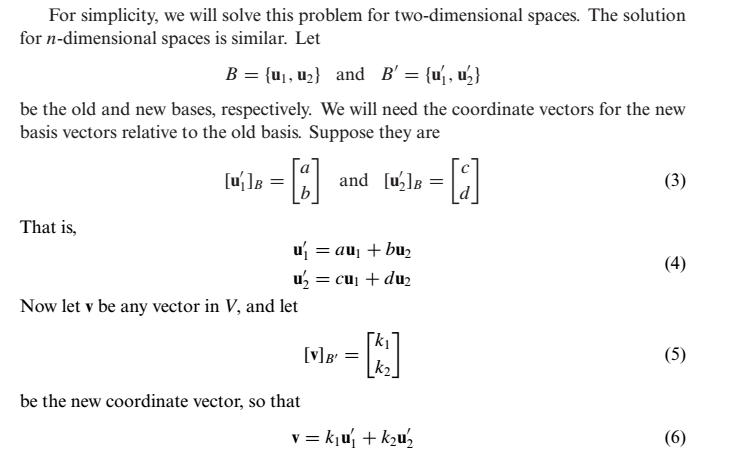 For simplicity, we will solve this problem for two-dimensional spaces. The solution
for n-dimensional spaces is similar. Let
B = {u₁, u₂} and B′ = {u′₁, u′₂}
be the old and new bases, respectively. We will need the coordinate vectors for the new
basis vectors relative to the old basis. Suppose they are
[u′₁]B = [a b] and [u′₂]B = [c d] (3)
That is,
u′₁ = au₁ + bu₂
u′₂ = cu₁ + du₂ (4)
Now let v be any vector in V, and let
[v]B′ = [k₁ k₂] (5)
be the new coordinate vector, so that
v = k₁u′₁ + k₂u′₂ (6)